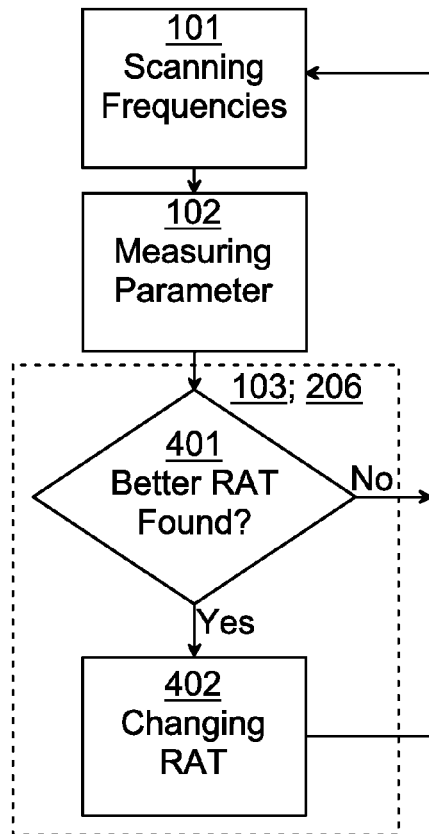 101
Scanning
Frequencies
102
Measuring
Parameter
103; 206
401
Better RAT
Found?
No
Yes
402
Changing
RAT